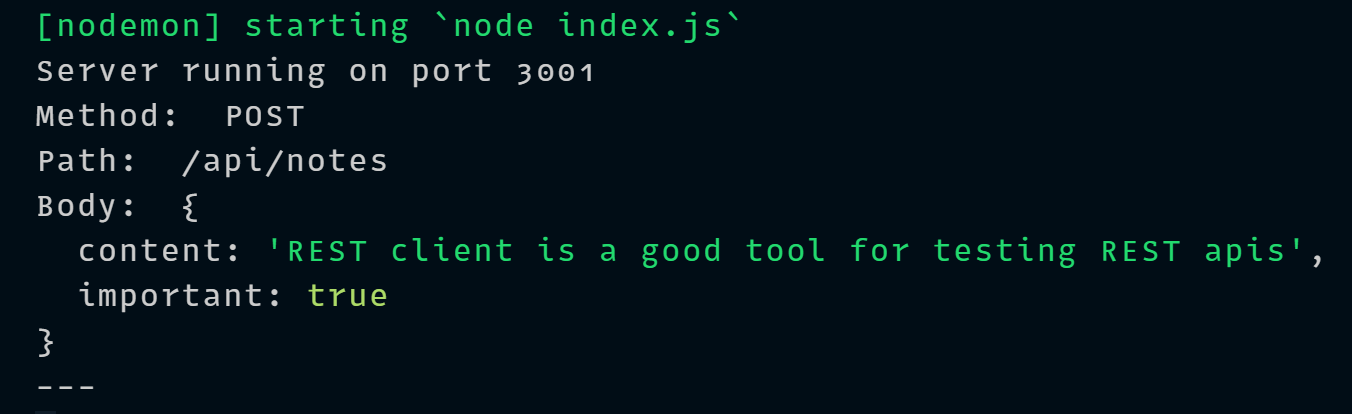 [nodemon] starting `node index.js`
Server running on port 3001
Method:  POST
Path:  /api/notes
Body:  {
  content: 'REST client is a good tool for testing REST apis',
  important: true
}
---